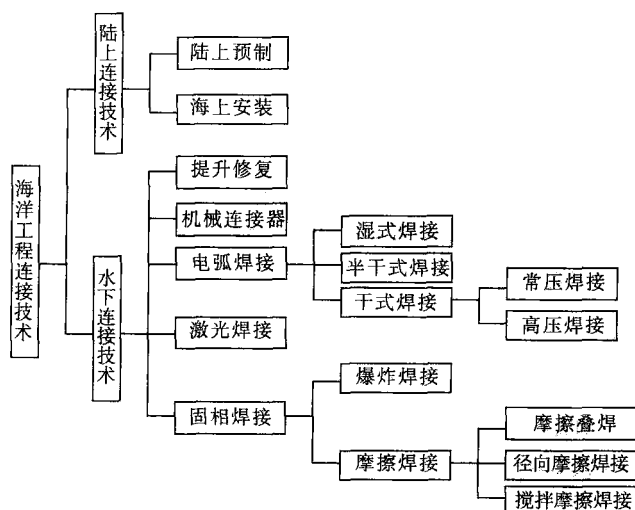 海洋工程连接技术
陆上连接技术
陆上预制
海上安装
水下连接技术
提升修复
机械连接器
电弧焊接
湿式焊接
半干式焊接
干式焊接
常压焊接
高压焊接
激光焊接
固相焊接
爆炸焊接
摩擦焊接
摩擦叠焊
径向摩擦焊接
搅拌摩擦焊接